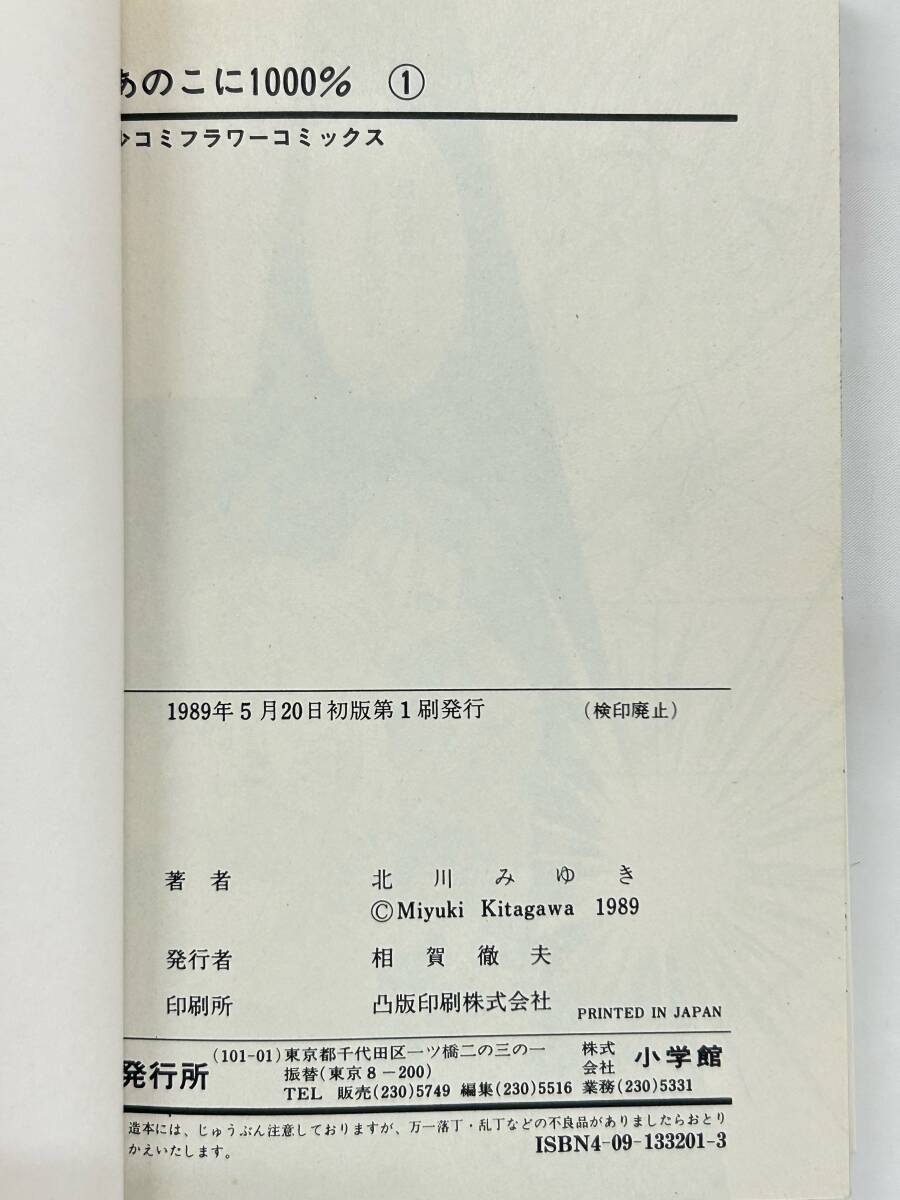 あのこに1000% ①
少コミフラワーコミックス
1989年5月20日初版第1刷発行 (検印廃止)
著者 北川みゆき
©Miyuki Kitagawa 1989
発行者 相賀徹夫
印刷所 凸版印刷株式会社 PRINTED IN JAPAN
発行所 (101-01)東京都千代田区一ツ橋二の三の一 株式会社 小学館
振替(東京8-200)
TEL 販売(230)5749 編集(230)5516 業務(230)5331
造本には、じゅうぶん注意しておりますが、万一落丁・乱丁などの不良品がありましたらおとり
かえいたします。 ISBN4-09-133201-3